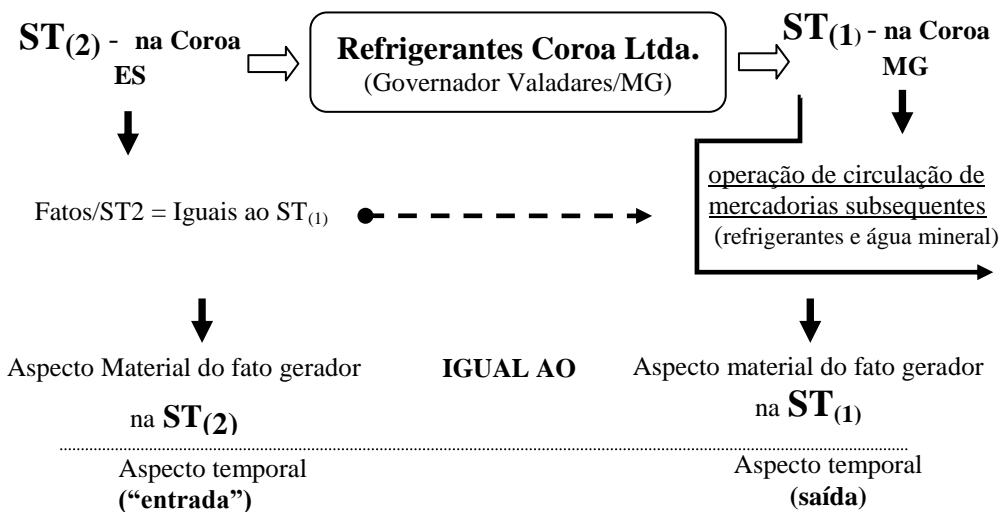 ST(2) - na Coroa
ES
Refrigerantes Coroa Ltda.
(Governador Valadares/MG)
ST(1) - na Coroa
MG
Fatos/ST2 = Iguais ao ST(1)
operação de circulação de
mercadorias subsequentes
(refrigerantes e água mineral)
Aspecto Material do fato gerador
na ST(2)
IGUAL AO
Aspecto material do fato gerador
na ST(1)
Aspecto temporal
(“entrada”)
Aspecto temporal
(saída)